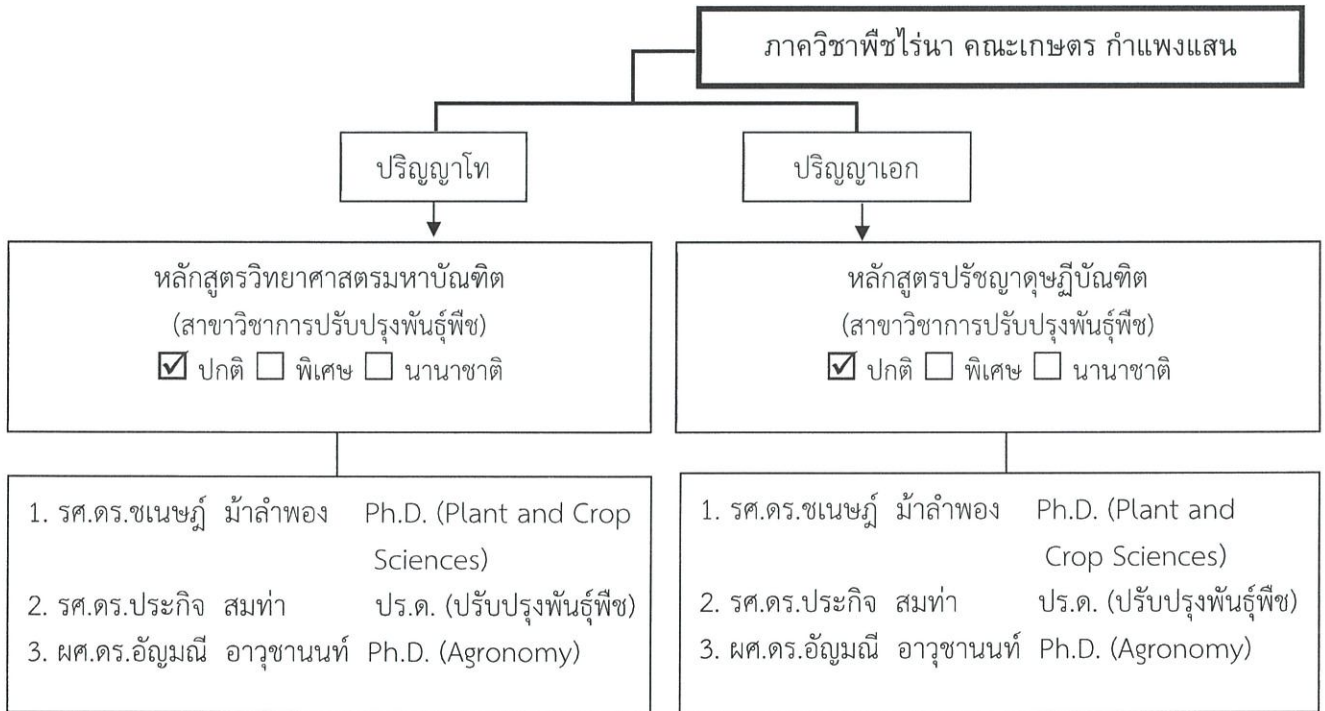 ภาควิชาพืชไร่นา คณะเกษตร กำแพงแสน
ปริญญาโท
ปริญญาเอก
หลักสูตรวิทยาศาสตรมหาบัณฑิต
(สาขาวิชาการปรับปรุงพันธุ์พืช)
☑ ปกติ ☐ พิเศษ ☐ นานาชาติ
หลักสูตรปรัชญาดุษฎีบัณฑิต
(สาขาวิชาการปรับปรุงพันธุ์พืช)
☑ ปกติ ☐ พิเศษ ☐ นานาชาติ
1. รศ.ดร.ชเนษฎ์ ม้าลำพอง Ph.D. (Plant and Crop
Sciences)
2. รศ.ดร.ประกิจ สมท่า ปร.ด. (ปรับปรุงพันธุ์พืช)
3. ผศ.ดร.อัญมณี อาวุชานนท์ Ph.D. (Agronomy)
1. รศ.ดร.ชเนษฎ์ ม้าลำพอง Ph.D. (Plant and
Crop Sciences)
2. รศ.ดร.ประกิจ สมท่า ปร.ด. (ปรับปรุงพันธุ์พืช)
3. ผศ.ดร.อัญมณี อาวุชานนท์ Ph.D. (Agronomy)